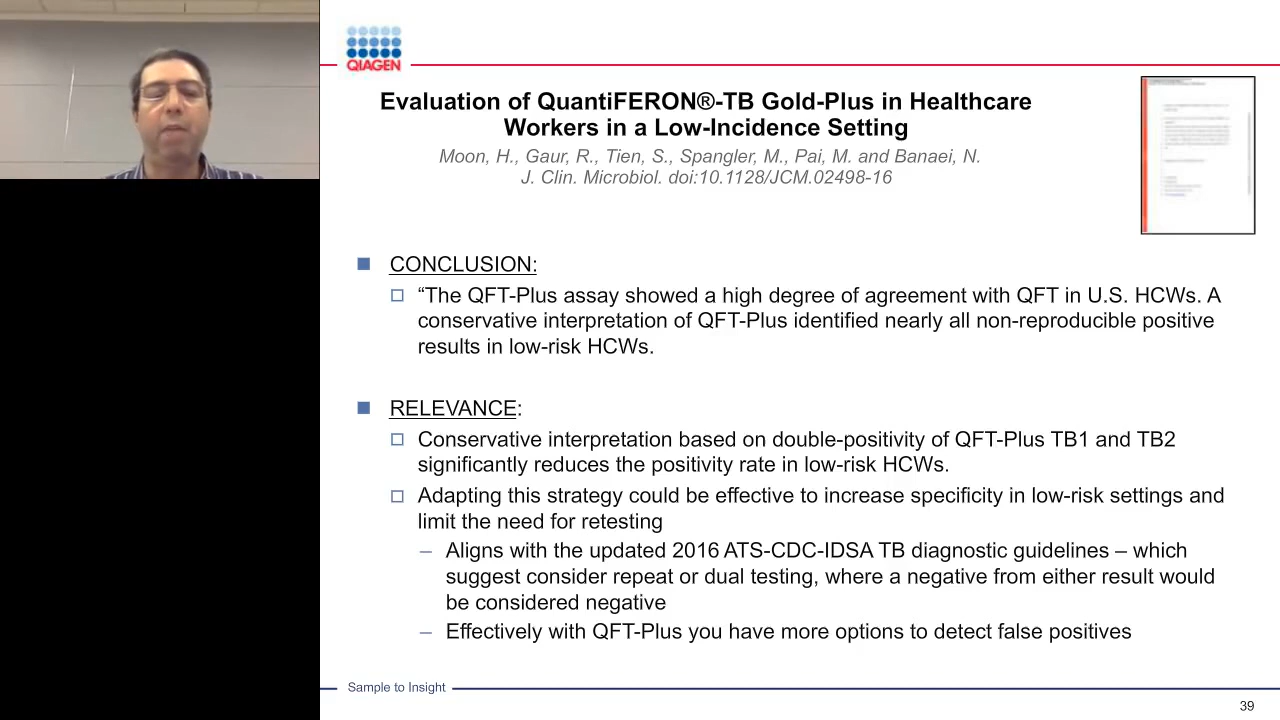 QIAGEN
Evaluation of QuantiFERON®-TB Gold-Plus in Healthcare
Workers in a Low-Incidence Setting
Moon, H., Gaur, R., Tien, S., Spangler, M., Pai, M. and Banaei, N.
J. Clin. Microbiol. doi:10.1128/JCM.02498-16
CONCLUSION:
“The QFT-Plus assay showed a high degree of agreement with QFT in U.S. HCWs. A
conservative interpretation of QFT-Plus identified nearly all non-reproducible positive
results in low-risk HCWs.
RELEVANCE:
Conservative interpretation based on double-positivity of QFT-Plus TB1 and TB2
significantly reduces the positivity rate in low-risk HCWs.
Adapting this strategy could be effective to increase specificity in low-risk settings and
limit the need for retesting
– Aligns with the updated 2016 ATS-CDC-IDSA TB diagnostic guidelines – which
suggest consider repeat or dual testing, where a negative from either result would
be considered negative
– Effectively with QFT-Plus you have more options to detect false positives
Sample to Insight
39